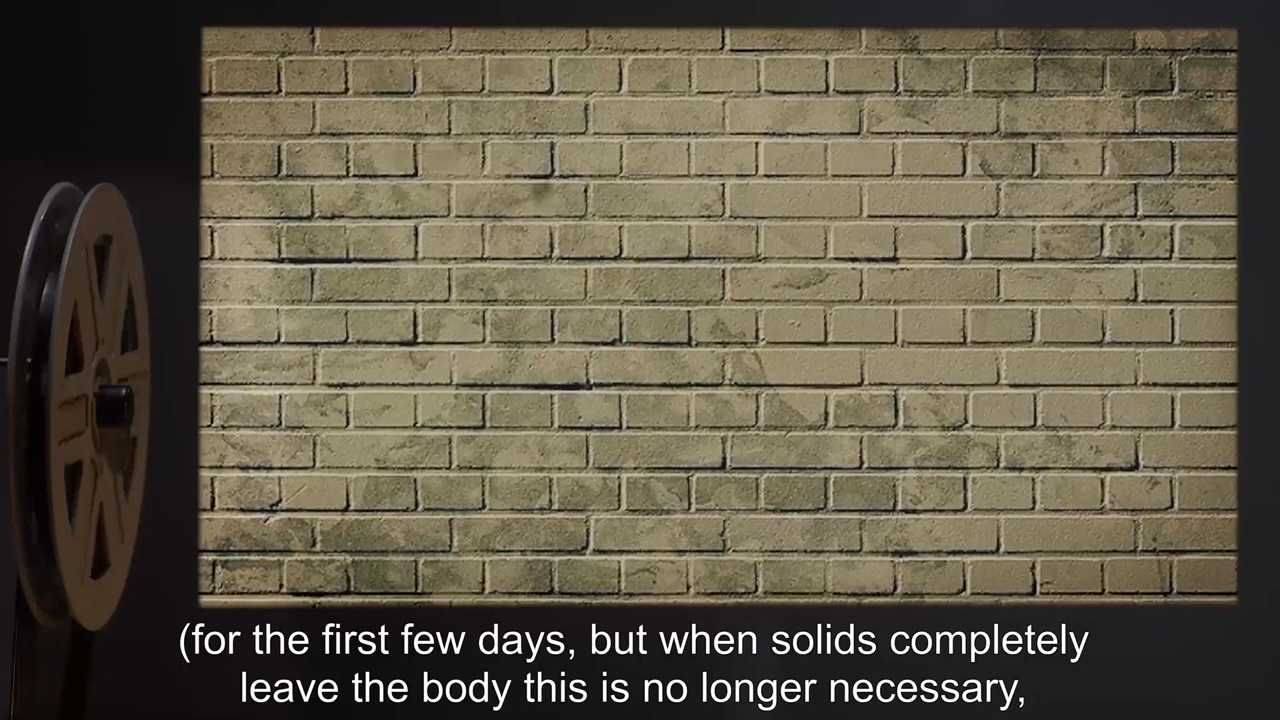 (for the first few days, but when solids completely
leave the body this is no longer necessary,